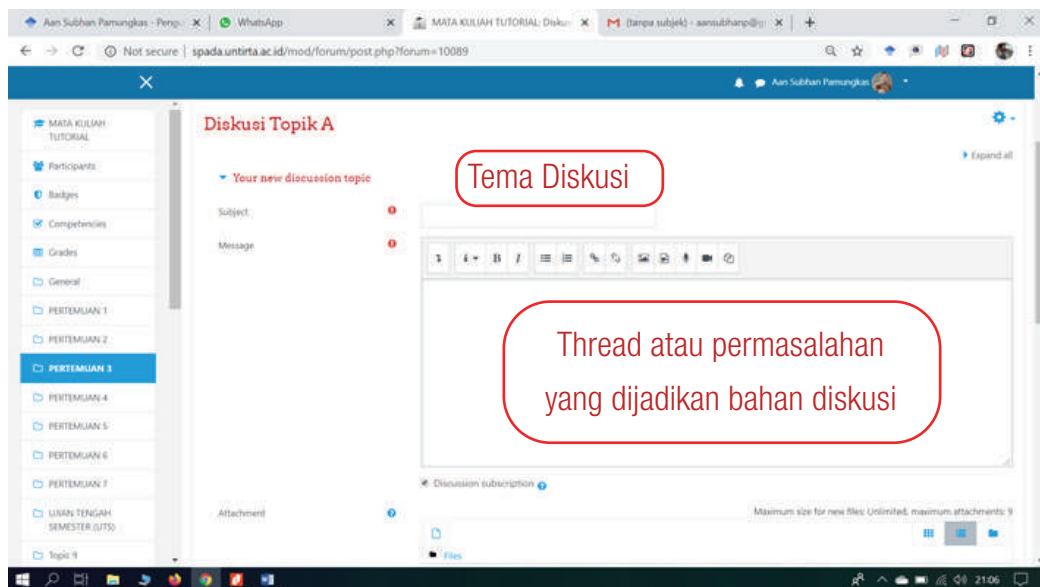 Aan Subhan Pamungkas - Pengu
WhatsApp
MATA KULIAH TUTORIAL: Disku
(tanpa subjek) - aansubhanp@g
Not secure | spada.untirta.ac.id/mod/forum/post.php?forum=10089
Aan Subhan Pamungkas
MATA KULIAH
TUTORIAL
Participants
Badges
Competencies
Grades
General
PERTEMUAN 1
PERTEMUAN 2
PERTEMUAN 3
PERTEMUAN 4
PERTEMUAN 5
PERTEMUAN 6
PERTEMUAN 7
UJIAN TENGAH
SEMESTER (UTS)
Topic 9
Diskusi Topik A
Expand all
Your new discussion topic
Tema Diskusi
Subject
Message
B I
Thread atau permasalahan
yang dijadikan bahan diskusi
Discussion subscription
Attachment
Maximum size for new files: Unlimited, maximum attachments: 9
Files
21:06